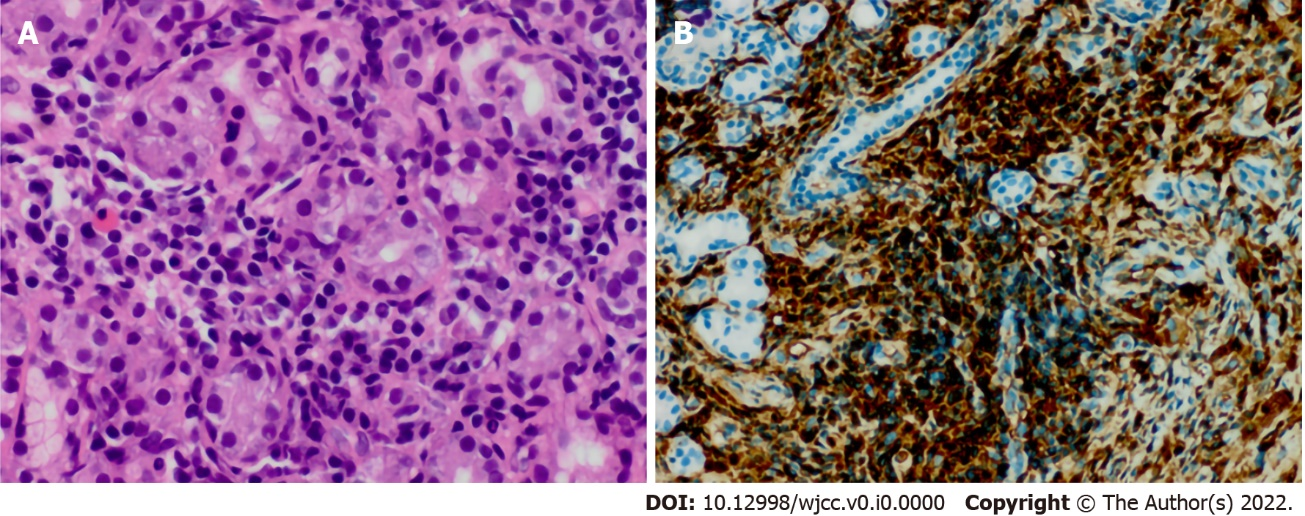 A
B
DOI: 10.12998/wjcc.v0.i0.0000 Copyright © The Author(s) 2022.